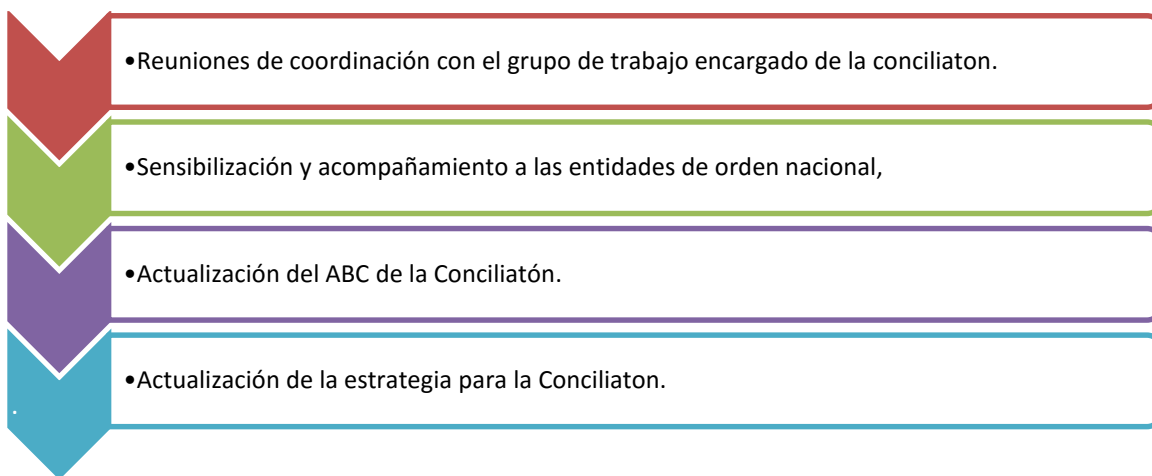 •Reuniones de coordinación con el grupo de trabajo encargado de la conciliaton.
•Sensibilización y acompañamiento a las entidades de orden nacional,
•Actualización del ABC de la Conciliatón.
•Actualización de la estrategia para la Conciliaton.
.